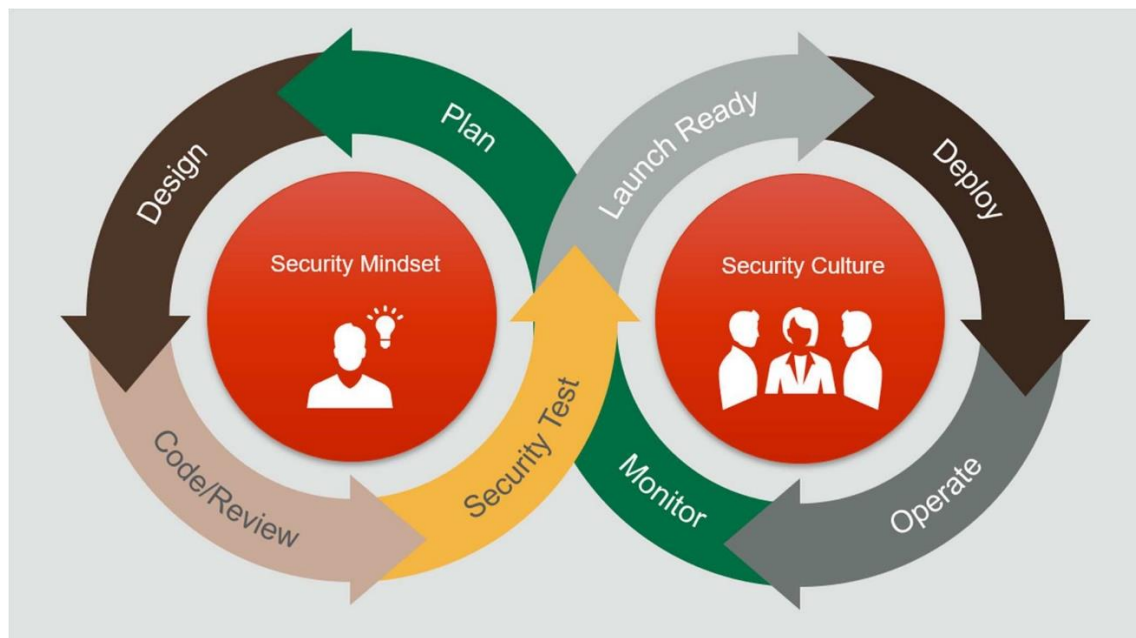 Plan
Design
Code/Review
Security Test
Launch Ready
Deploy
Operate
Monitor
Security Mindset
Security Culture